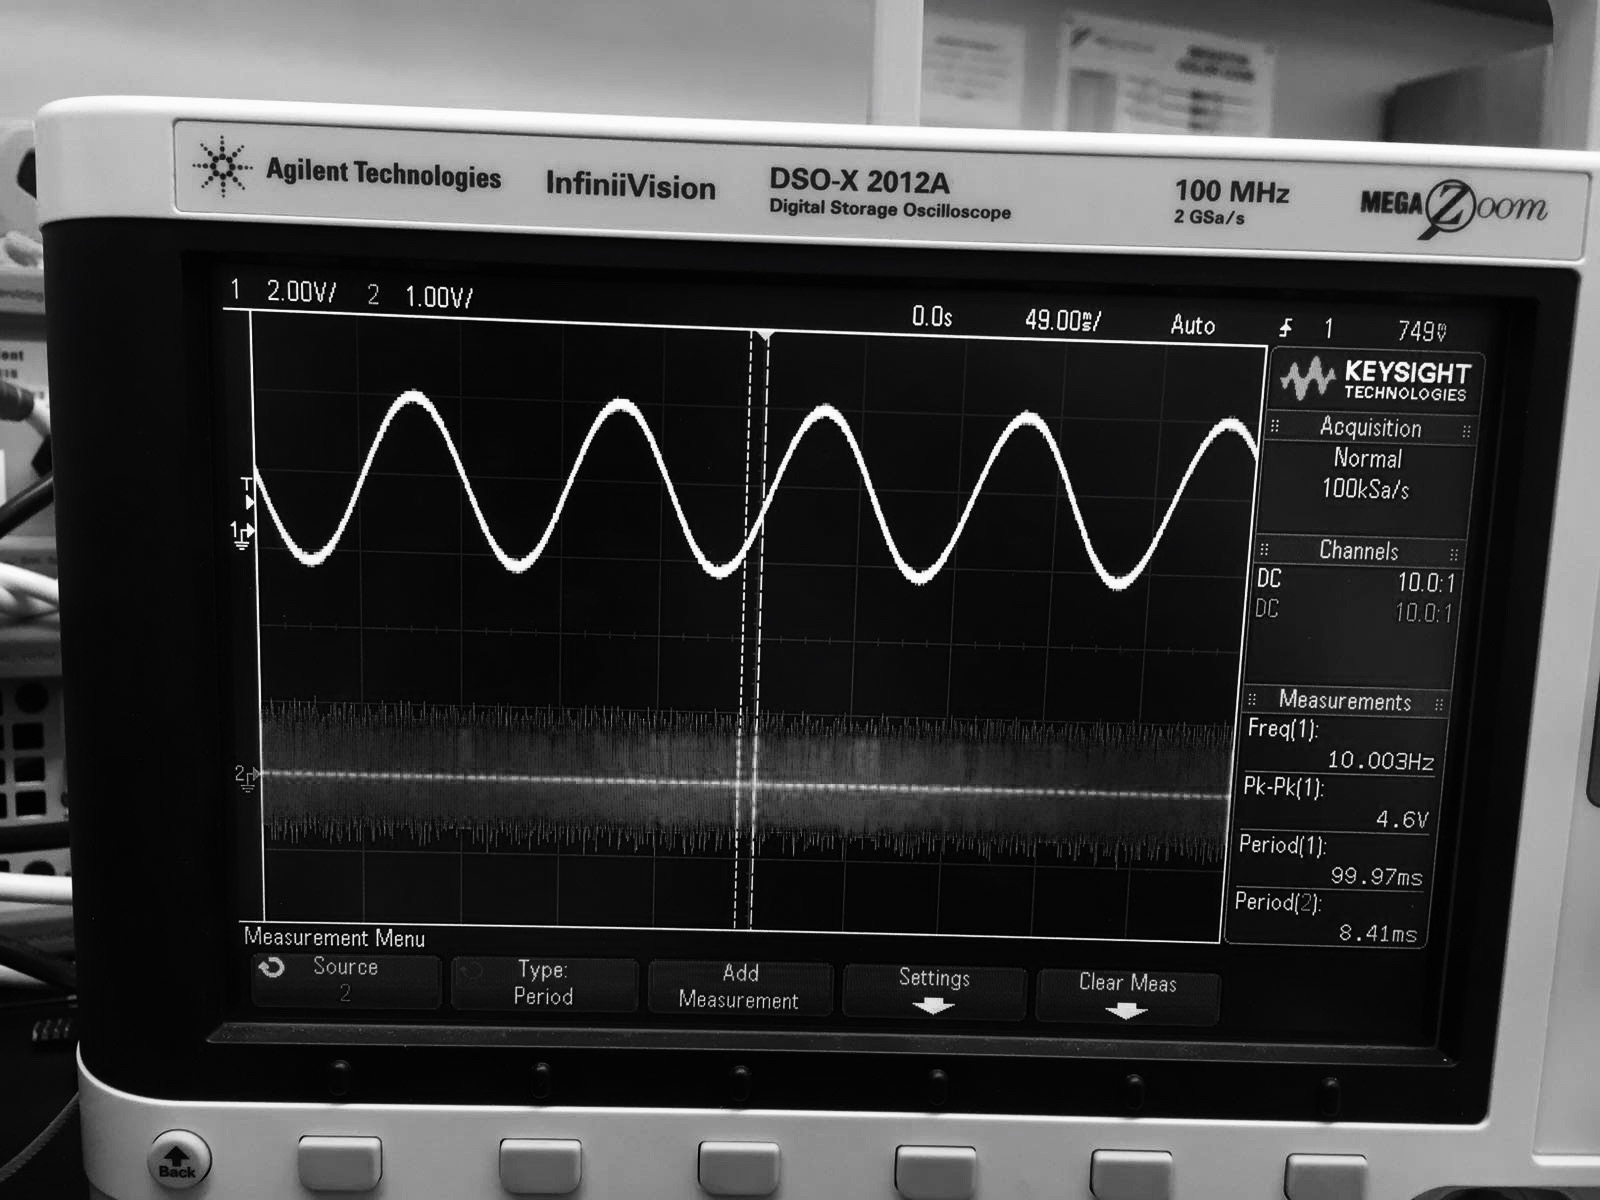 Agilent Technologies InfiniiVision DSO-X 2012A 100 MHz MEGA Zoom
Digital Storage Oscilloscope 2 GSa/s
1 2.00V/ 2 1.00V/ 0.0s 49.00ms/ Auto 1 749mV
KEYSIGHT
TECHNOLOGIES
Acquisition
Normal
100kSa/s
Channels
DC 10.0:1
DC 10.0:1
Measurements
Freq(1):
10.003Hz
Pk-Pk(1):
4.6V
Period(1):
99.97ms
Period(2):
8.41ms
T
1
2
Measurement Menu
Source
2
Type:
Period
Add
Measurement
Settings
Clear Meas
Back